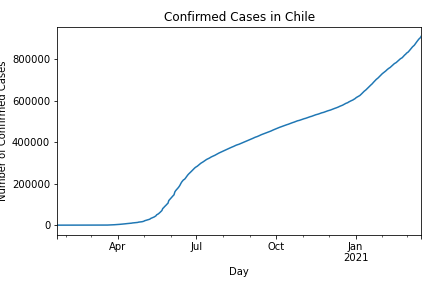 Confirmed Cases in Chile
Number of Confirmed Cases
800000
600000
400000
200000
0
Apr
Jul
Oct
Jan
2021
Day